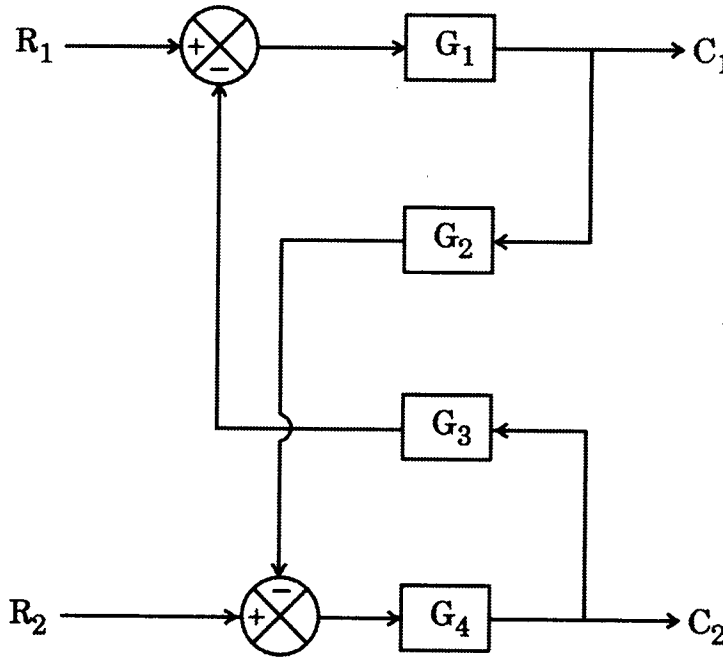 R₁ + − G₁ C₁
G₂
G₃
R₂ + − G₄ C₂